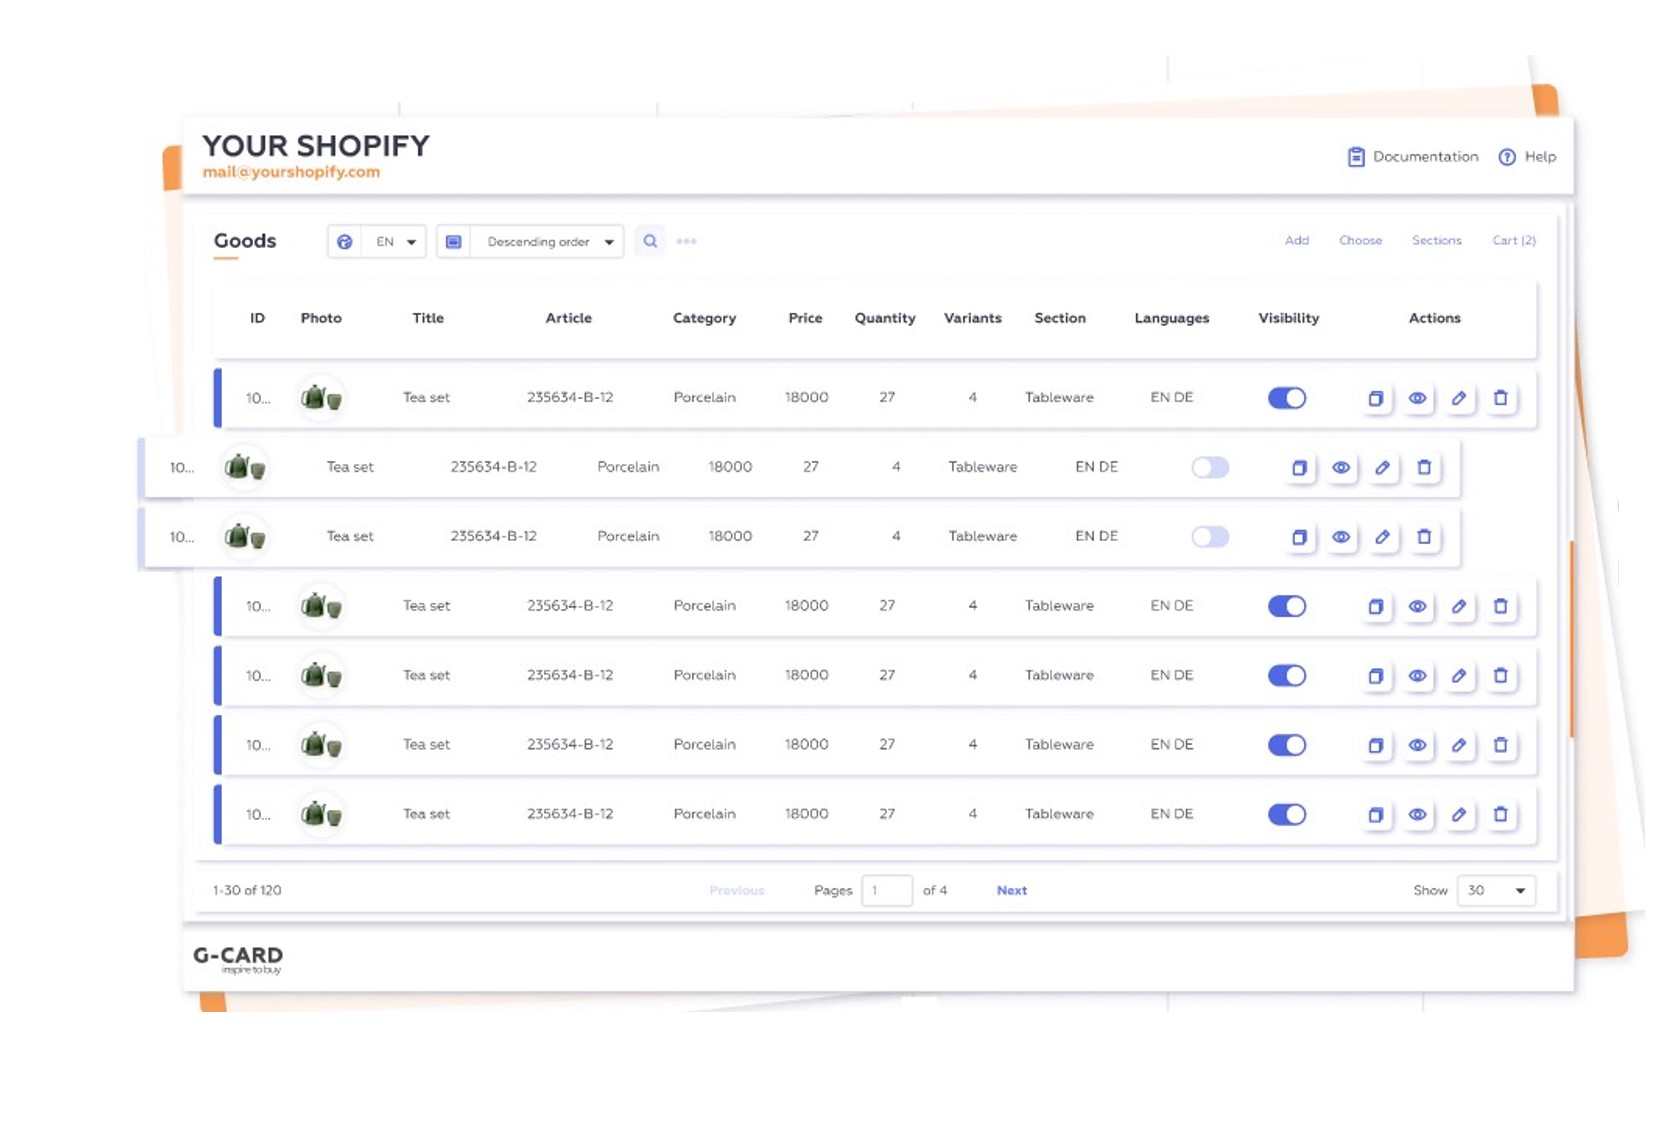 YOUR SHOPIFY
mail@yourshopify.com
Documentation Help
Goods EN Descending order Add Choose Sections Cart (2)
ID Photo Title Article Category Price Quantity Variants Section Languages Visibility Actions
10... Tea set 235634-B-12 Porcelain 18000 27 4 Tableware EN DE
10... Tea set 235634-B-12 Porcelain 18000 27 4 Tableware EN DE
10... Tea set 235634-B-12 Porcelain 18000 27 4 Tableware EN DE
10... Tea set 235634-B-12 Porcelain 18000 27 4 Tableware EN DE
10... Tea set 235634-B-12 Porcelain 18000 27 4 Tableware EN DE
10... Tea set 235634-B-12 Porcelain 18000 27 4 Tableware EN DE
10... Tea set 235634-B-12 Porcelain 18000 27 4 Tableware EN DE
1-30 of 120 Previous Pages 1 of 4 Next Show 30
G-CARD
inspire to buy